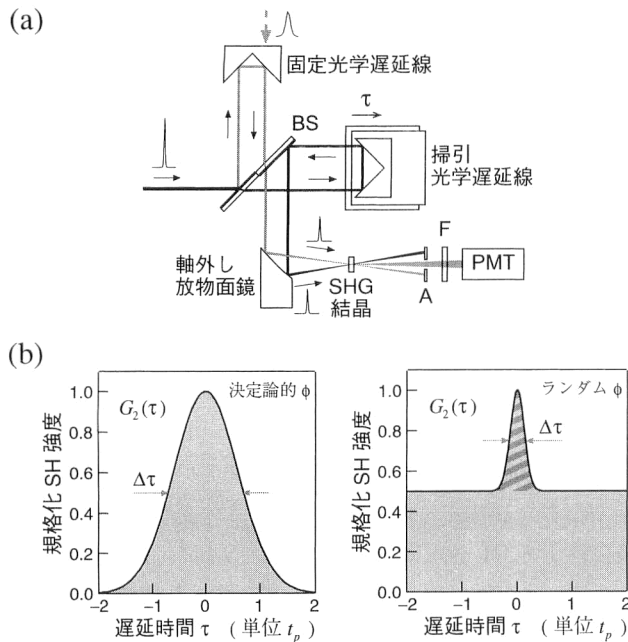 (a)
固定光学遅延線
BS
τ
掃引
光学遅延線
軸外し
放物面鏡
SHG
結晶
F
A
PMT
(b)
規格化 SH 強度
1.0
0.8
0.6
0.4
0.2
0.0
G₂(τ)
決定論的 ϕ
Δτ
−2
−1
0
1
2
遅延時間 τ (単位 tₚ)
規格化 SH 強度
1.0
0.8
0.6
0.4
0.2
0.0
G₂(τ)
ランダム ϕ
Δτ
−2
−1
0
1
2
遅延時間 τ (単位 tₚ)